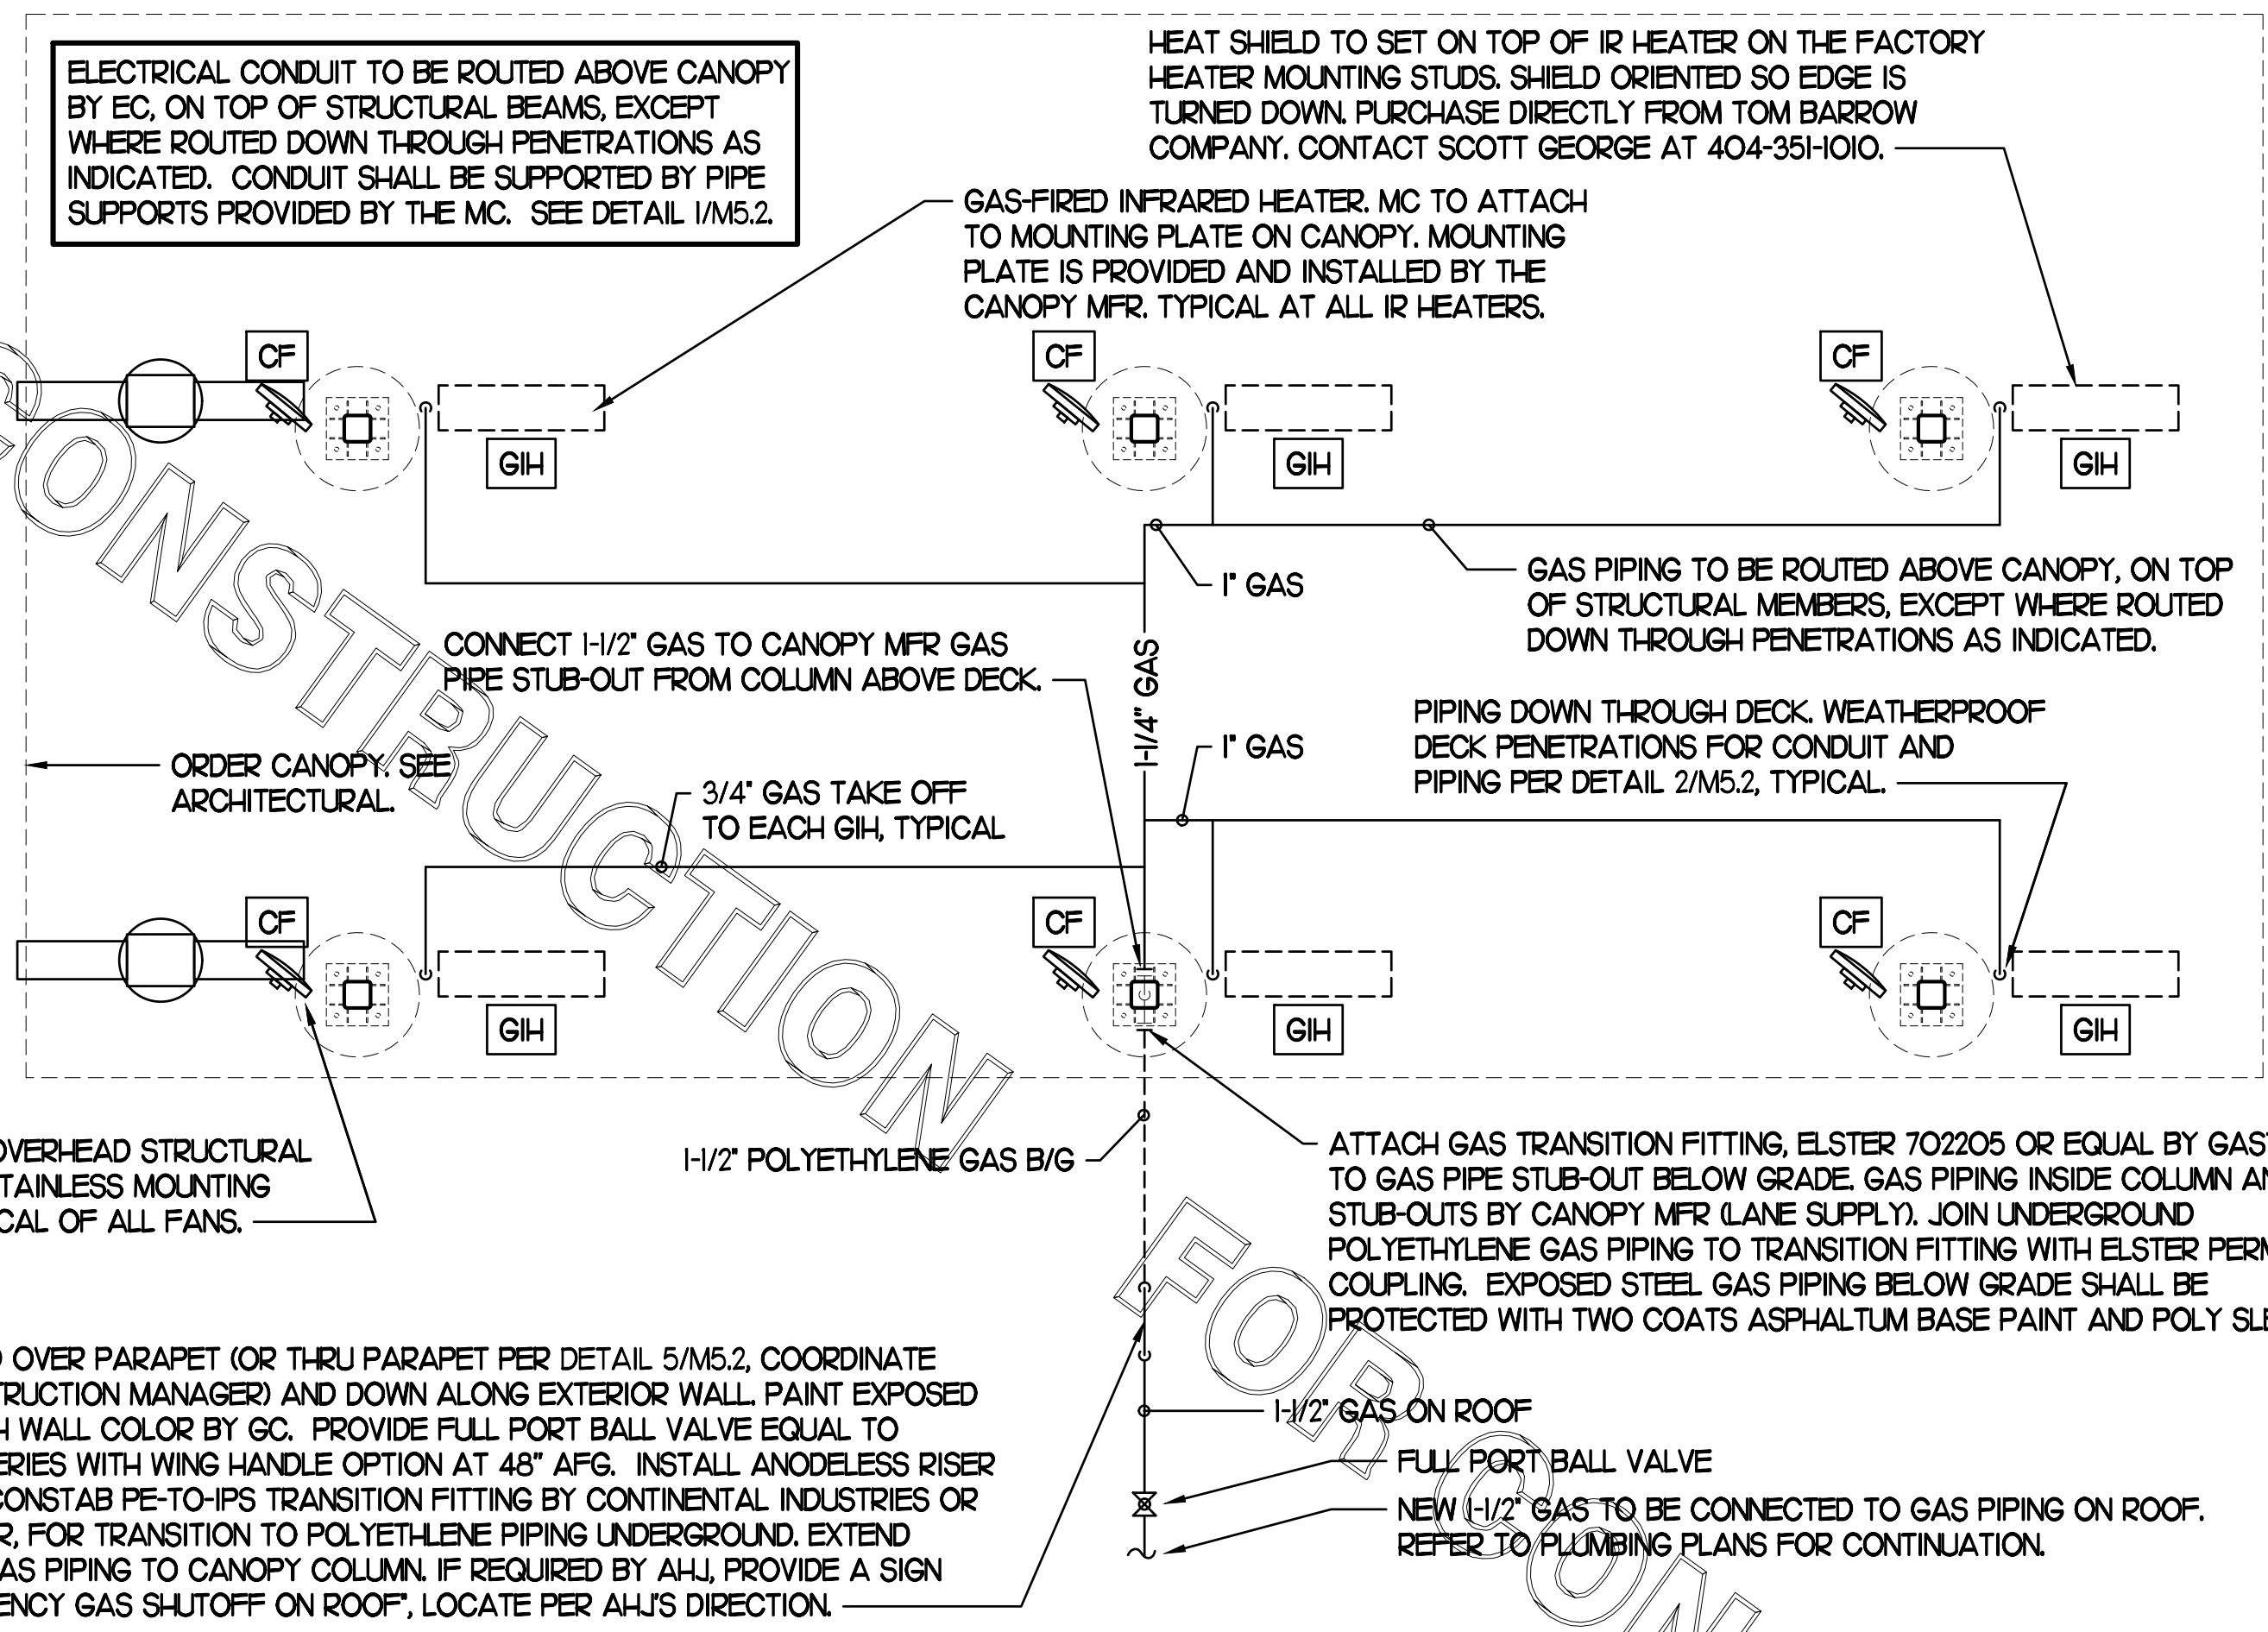 ELECTRICAL CONDUIT TO BE ROUTED ABOVE CANOPY
BY EC, ON TOP OF STRUCTURAL BEAMS, EXCEPT
WHERE ROUTED DOWN THROUGH PENETRATIONS AS
INDICATED. CONDUIT SHALL BE SUPPORTED BY PIPE
SUPPORTS PROVIDED BY THE MC. SEE DETAIL 1/M5.2.
HEAT SHIELD TO SET ON TOP OF IR HEATER ON THE FACTORY
HEATER MOUNTING STUDS. SHIELD ORIENTED SO EDGE IS
TURNED DOWN. PURCHASE DIRECTLY FROM TOM BARROW
COMPANY. CONTACT SCOTT GEORGE AT 404-351-1010.
GAS-FIRED INFRARED HEATER. MC TO ATTACH
TO MOUNTING PLATE ON CANOPY. MOUNTING
PLATE IS PROVIDED AND INSTALLED BY THE
CANOPY MFR. TYPICAL AT ALL IR HEATERS.
CF
CF
CF
GIH
GIH
GIH
1" GAS
GAS PIPING TO BE ROUTED ABOVE CANOPY, ON TOP
OF STRUCTURAL MEMBERS, EXCEPT WHERE ROUTED
DOWN THROUGH PENETRATIONS AS INDICATED.
CONNECT 1-1/2" GAS TO CANOPY MFR GAS
PIPE STUB-OUT FROM COLUMN ABOVE DECK.
1-1/4" GAS
1" GAS
PIPING DOWN THROUGH DECK. WEATHERPROOF
DECK PENETRATIONS FOR CONDUIT AND
PIPING PER DETAIL 2/M5.2, TYPICAL.
ORDER CANOPY. SEE
ARCHITECTURAL.
3/4" GAS TAKE OFF
TO EACH GIH, TYPICAL
CF
CF
CF
GIH
GIH
GIH
OVERHEAD STRUCTURAL
TAINLESS MOUNTING
CAL OF ALL FANS.
1-1/2" POLYETHYLENE GAS B/G
ATTACH GAS TRANSITION FITTING, ELSTER 702205 OR EQUAL BY GAS
TO GAS PIPE STUB-OUT BELOW GRADE. GAS PIPING INSIDE COLUMN AN
STUB-OUTS BY CANOPY MFR (LANE SUPPLY). JOIN UNDERGROUND
POLYETHYLENE GAS PIPING TO TRANSITION FITTING WITH ELSTER PERM
COUPLING. EXPOSED STEEL GAS PIPING BELOW GRADE SHALL BE
PROTECTED WITH TWO COATS ASPHALTUM BASE PAINT AND POLY SLE
OVER PARAPET (OR THRU PARAPET PER DETAIL 5/M5.2, COORDINATE
TRUCTION MANAGER) AND DOWN ALONG EXTERIOR WALL. PAINT EXPOSED
H WALL COLOR BY GC. PROVIDE FULL PORT BALL VALVE EQUAL TO
ERIES WITH WING HANDLE OPTION AT 48" AFG. INSTALL ANODELESS RISER
CONSTAB PE-TO-IPS TRANSITION FITTING BY CONTINENTAL INDUSTRIES OR
R, FOR TRANSITION TO POLYETHLENE PIPING UNDERGROUND. EXTEND
AS PIPING TO CANOPY COLUMN. IF REQUIRED BY AHJ, PROVIDE A SIGN
ENCY GAS SHUTOFF ON ROOF", LOCATE PER AHJ'S DIRECTION.
1-1/2" GAS ON ROOF
FULL PORT BALL VALVE
NEW 1-1/2" GAS TO BE CONNECTED TO GAS PIPING ON ROOF.
REFER TO PLUMBING PLANS FOR CONTINUATION.
CONSTRUCTION
FOR CON